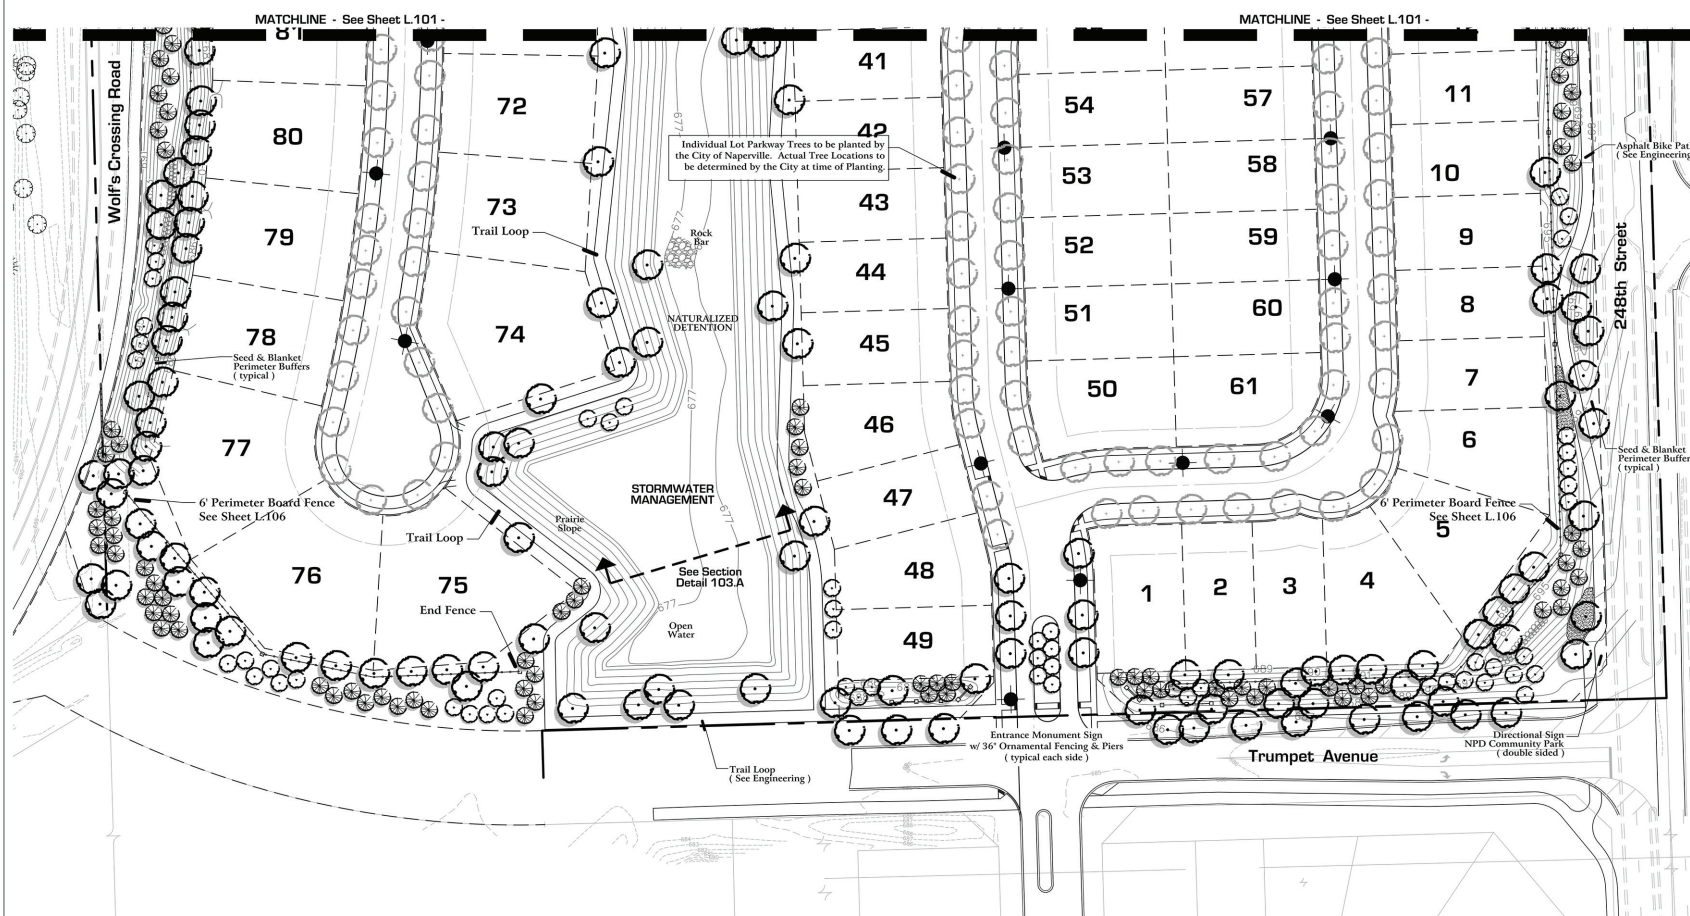 MATCHLINE - See Sheet L.101 -
MATCHLINE - See Sheet L.101 -
81
Wolf's Crossing Road
80
79
78
Seed & Blanket
Perimeter Buffers
( typical )
77
6' Perimeter Board Fence
See Sheet L.106
76
75
End Fence
72
73
Trail Loop
74
Trail Loop
677
677
Rock
Bar
NATURALIZED
DETENTION
677
STORMWATER
MANAGEMENT
677
Prairie
Slope
See Section
Detail 103.A
677
Open
Water
41
42
Individual Lot Parkway Trees to be planted by
the City of Naperville. Actual Tree Locations to
be determined by the City at time of Planting.
43
44
45
46
47
48
49
54
57
53
58
52
59
51
60
50
61
11
10
9
8
7
6
5
6' Perimeter Board Fence
See Sheet L.106
1
2
3
4
689
Asphalt Bike Pat
( See Engineering
248th Street
Seed & Blanket
Perimeter Buffer
( typical )
Entrance Monument Sign
w/ 36" Ornamental Fencing & Piers
( typical each side )
Trail Loop
( See Engineering )
Directional Sign
NPD Community Park
( double sided )
Trumpet Avenue